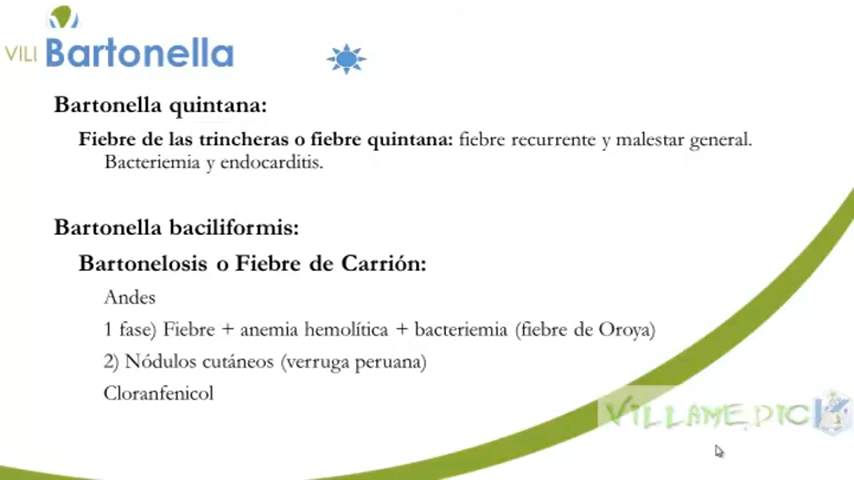 VILL
Bartonella
Bartonella quintana:
Fiebre de las trincheras o fiebre quintana: fiebre recurrente y malestar general.
Bacteriemia y endocarditis.
Bartonella baciliformis:
Bartonelosis o Fiebre de Carrión:
Andes
1 fase) Fiebre + anemia hemolítica + bacteriemia (fiebre de Oroya)
2) Nódulos cutáneos (verruga peruana)
Cloranfenicol
VILLAMEDIC